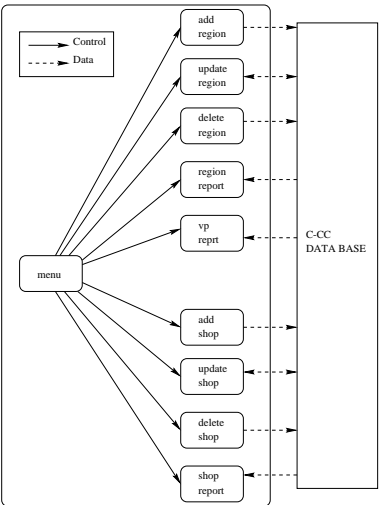 add
region
Control
Data
update
region
delete
region
region
report
vp
reprt
C-CC
DATA BASE
menu
add
shop
update
shop
delete
shop
shop
report